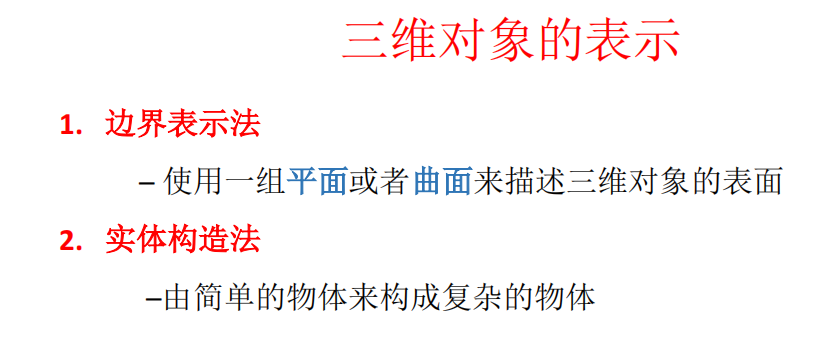 三维对象的表示
1. 边界表示法
– 使用一组平面或者曲面来描述三维对象的表面
2. 实体构造法
–由简单的物体来构成复杂的物体